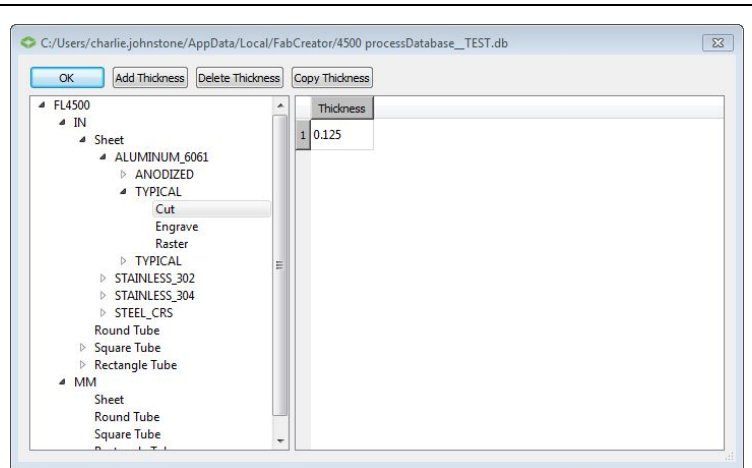 C:/Users/charlie.johnstone/AppData/Local/FabCreator/4500 processDatabase__TEST.db
OK Add Thickness Delete Thickness Copy Thickness
FL4500
IN
Sheet
ALUMINUM_6061
ANODIZED
TYPICAL
Cut
Engrave
Raster
TYPICAL
STAINLESS_302
STAINLESS_304
STEEL_CRS
Round Tube
Square Tube
Rectangle Tube
MM
Sheet
Round Tube
Square Tube
Thickness
1 0.125